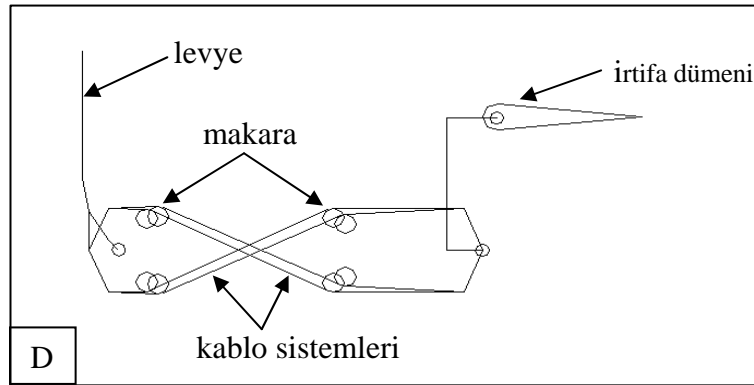 levye
irtifa dümeni
makara
kablo sistemleri
D